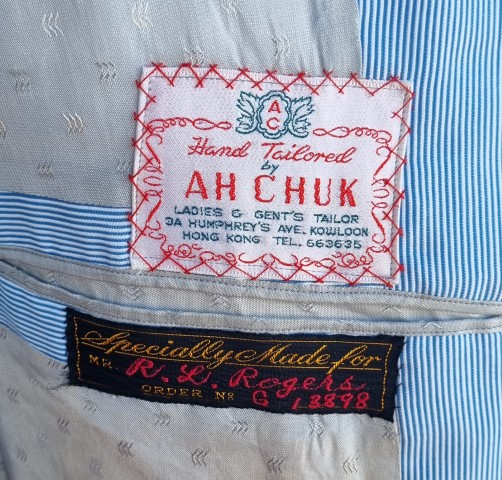 A
C
Hand Tailored
by
AH CHUK
LADIES & GENT'S TAILOR
3A HUMPHREY'S AVE. KOWLOON
HONG KONG TEL. 663635
Specially Made for
MR. R. L. Rogers
ORDER Nº G 13898